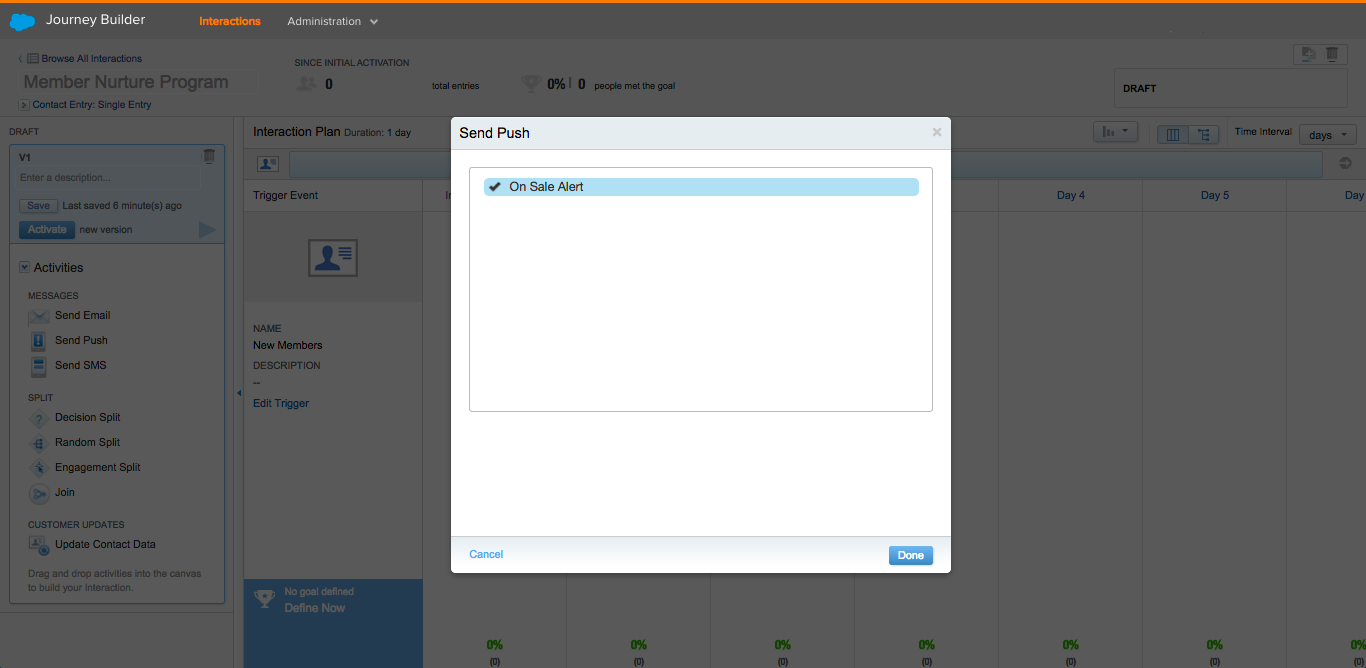 Journey Builder
Interactions
Administration
Browse All Interactions
Member Nurture Program
Contact Entry: Single Entry
SINCE INITIAL ACTIVATION
0
total entries
0% | 0 people met the goal
DRAFT
DRAFT
V1
Enter a description...
Save Last saved 6 minute(s) ago
Activate new version
Activities
MESSAGES
Send Email
Send Push
Send SMS
SPLIT
Decision Split
Random Split
Engagement Split
Join
CUSTOMER UPDATES
Update Contact Data
Drag and drop activities into the canvas
to build your Interaction.
Interaction Plan Duration: 1 day
Time Interval
days
Trigger Event
Day 4
Day 5
Day
NAME
New Members
DESCRIPTION
--
Edit Trigger
No goal defined
Define Now
Send Push
On Sale Alert
Cancel
Done
0% 0% 0% 0% 0% 0% 0%
(0) (0) (0) (0) (0) (0) (0)